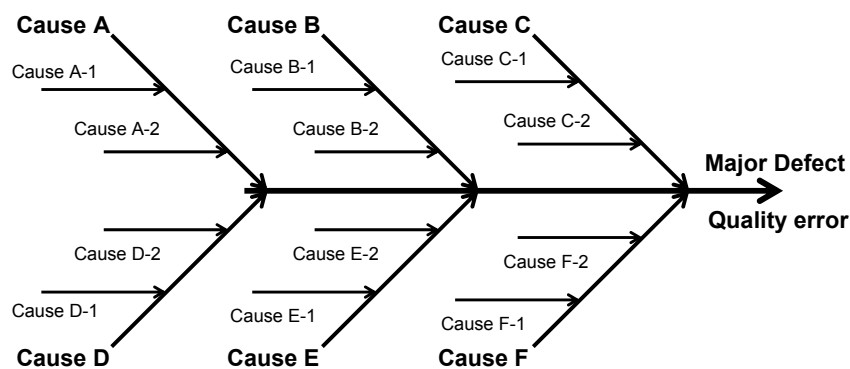 Cause A
Cause B
Cause C
Cause A-1
Cause B-1
Cause C-1
Cause A-2
Cause B-2
Cause C-2
Major Defect
Quality error
Cause D-2
Cause E-2
Cause F-2
Cause D-1
Cause E-1
Cause F-1
Cause D
Cause E
Cause F